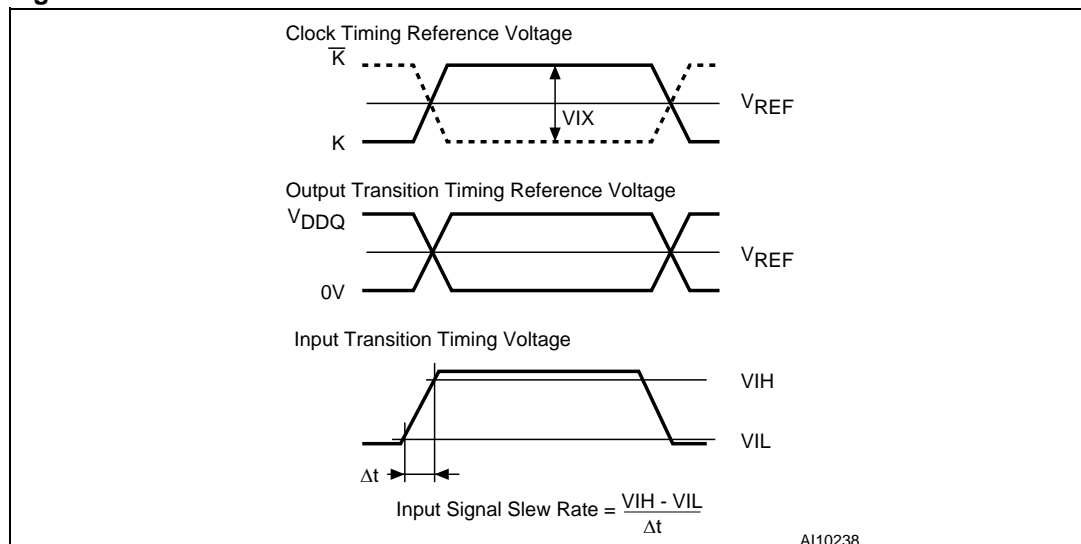 Clock Timing Reference Voltage
K
VREF
VIX
K
Output Transition Timing Reference Voltage
VDDQ
VREF
0V
Input Transition Timing Voltage
VIH
VIL
Δt
Input Signal Slew Rate = VIH - VIL
Δt
AI10238